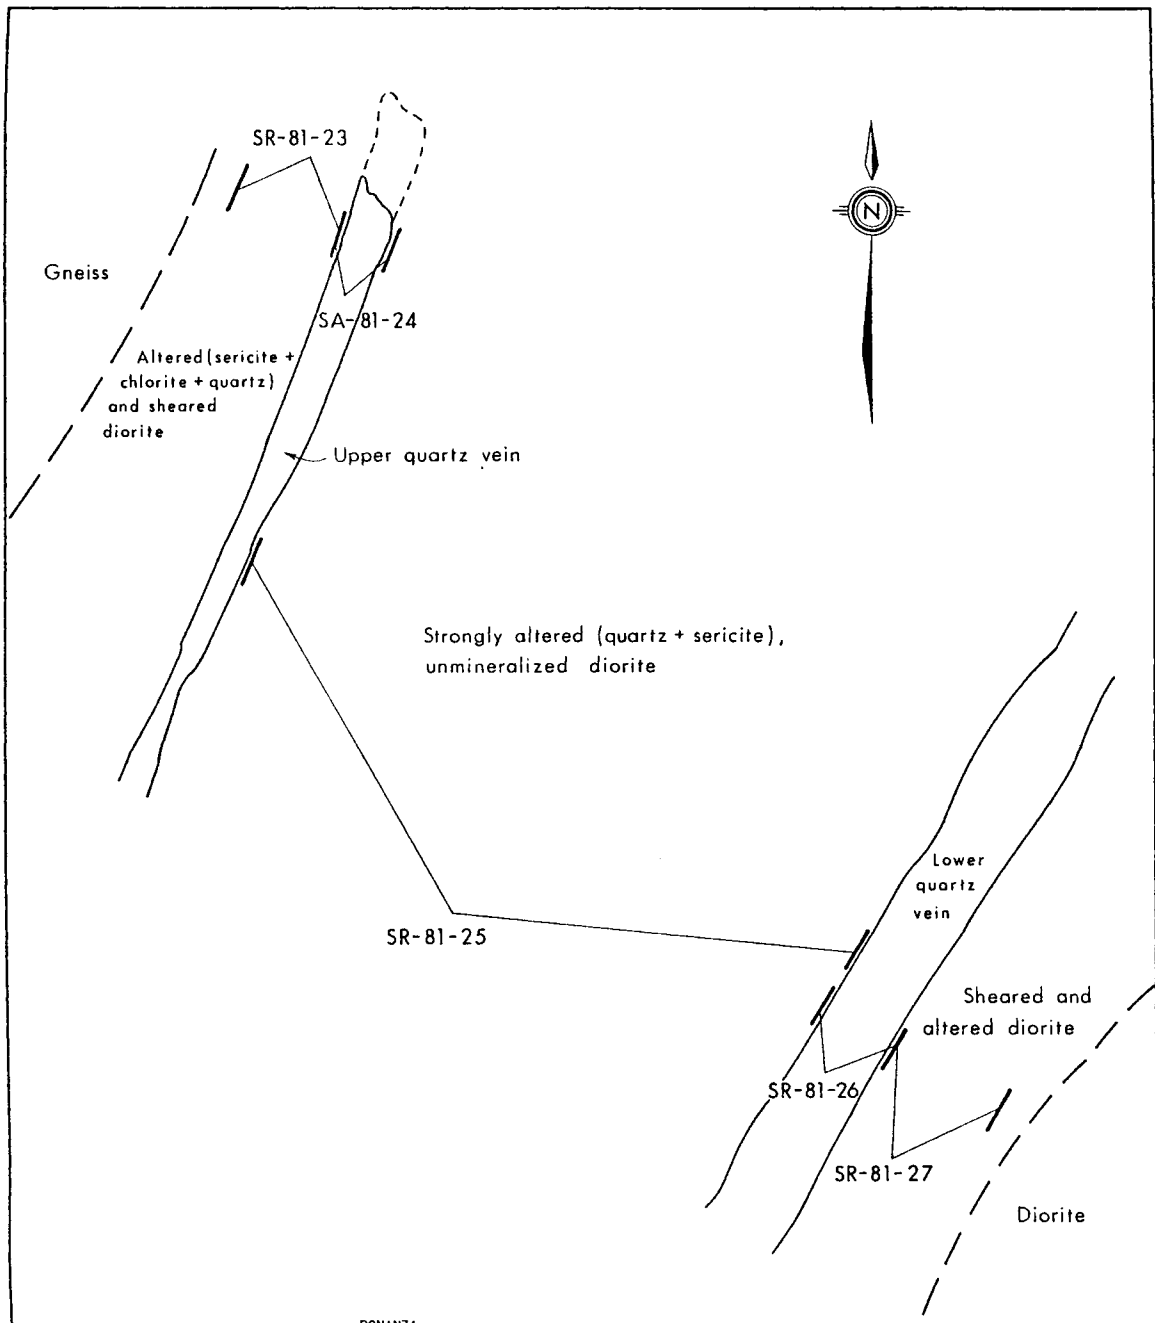 SR-81-23
Gneiss
SA-81-24
Altered (sericite +
chlorite + quartz)
and sheared
diorite
Upper quartz vein
N
Strongly altered (quartz + sericite),
unmineralized diorite
Lower
quartz
vein
SR-81-25
Sheared and
altered diorite
SR-81-26
SR-81-27
Diorite
BONANZA